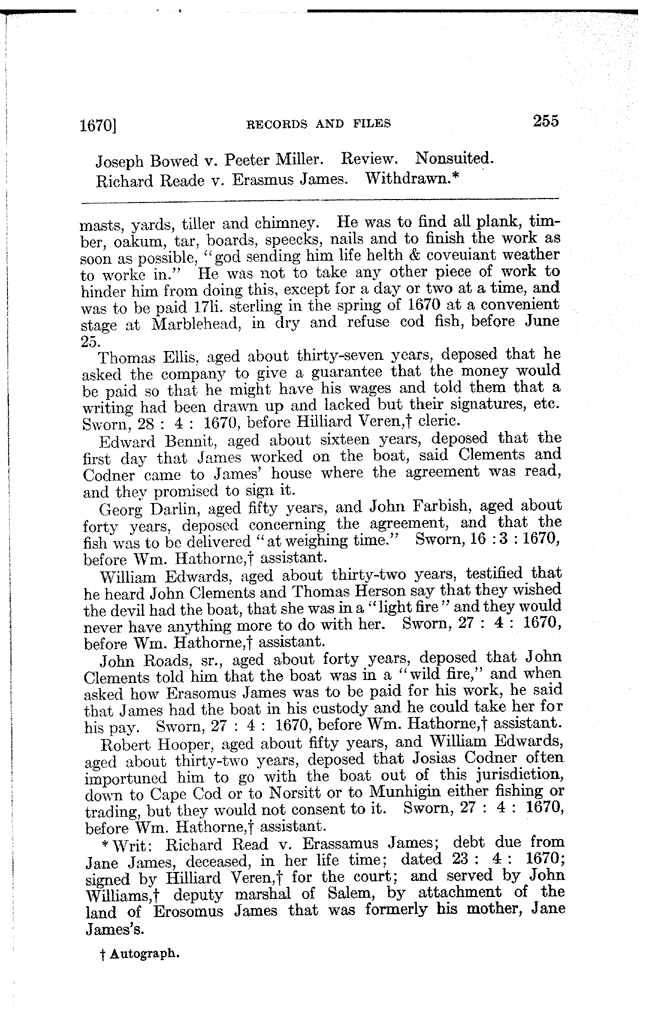 1670] RECORDS AND FILES 255
Joseph Bowed v. Peeter Miller. Review. Nonsuited.
Richard Reade v. Erasmus James. Withdrawn.*
masts, yards, tiller and chimney. He was to find all plank, tim-
ber, oakum, tar, boards, speecks, nails and to finish the work as
soon as possible, "god sending him life helth & coveuiant weather
to worke in." He was not to take any other piece of work to
hinder him from doing this, except for a day or two at a time, and
was to be paid 17li. sterling in the spring of 1670 at a convenient
stage at Marblehead, in dry and refuse cod fish, before June
25.
Thomas Ellis, aged about thirty-seven years, deposed that he
asked the company to give a guarantee that the money would
be paid so that he might have his wages and told them that a
writing had been drawn up and lacked but their signatures, etc.
Sworn, 28 : 4 : 1670, before Hilliard Veren,† cleric.
Edward Bennit, aged about sixteen years, deposed that the
first day that James worked on the boat, said Clements and
Codner came to James' house where the agreement was read,
and they promised to sign it.
Georg Darlin, aged fifty years, and John Farbish, aged about
forty years, deposed concerning the agreement, and that the
fish was to be delivered "at weighing time." Sworn, 16 : 3 : 1670,
before Wm. Hathorne,† assistant.
William Edwards, aged about thirty-two years, testified that
he heard John Clements and Thomas Herson say that they wished
the devil had the boat, that she was in a "light fire" and they would
never have anything more to do with her. Sworn, 27 : 4 : 1670,
before Wm. Hathorne,† assistant.
John Roads, sr., aged about forty years, deposed that John
Clements told him that the boat was in a "wild fire," and when
asked how Erasomus James was to be paid for his work, he said
that James had the boat in his custody and he could take her for
his pay. Sworn, 27 : 4 : 1670, before Wm. Hathorne,† assistant.
Robert Hooper, aged about fifty years, and William Edwards,
aged about thirty-two years, deposed that Josias Codner often
importuned him to go with the boat out of this jurisdiction,
down to Cape Cod or to Norsitt or to Munhigin either fishing or
trading, but they would not consent to it. Sworn, 27 : 4 : 1670,
before Wm. Hathorne,† assistant.
*Writ: Richard Read v. Erassamus James; debt due from
Jane James, deceased, in her life time; dated 23 : 4 : 1670;
signed by Hilliard Veren,† for the court; and served by John
Williams,† deputy marshal of Salem, by attachment of the
land of Erosomus James that was formerly his mother, Jane
James's.
† Autograph.